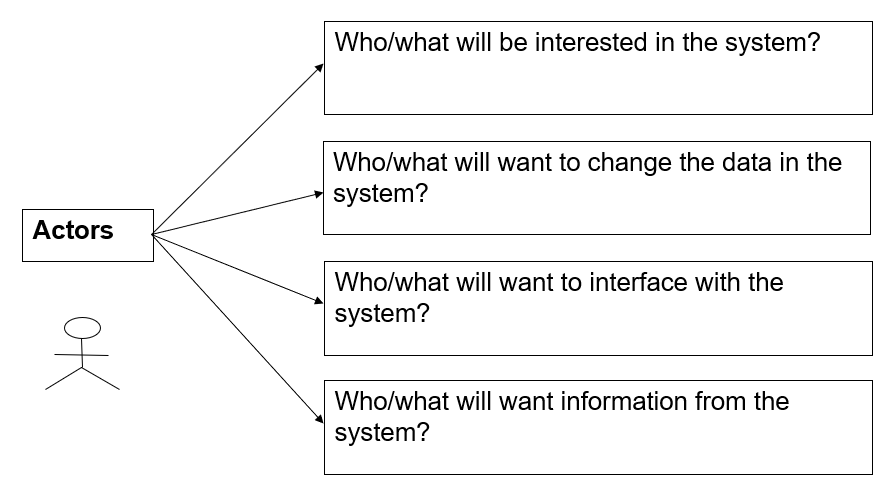 Who/what will be interested in the system?
Who/what will want to change the data in the
system?
Actors
Who/what will want to interface with the
system?
Who/what will want information from the
system?